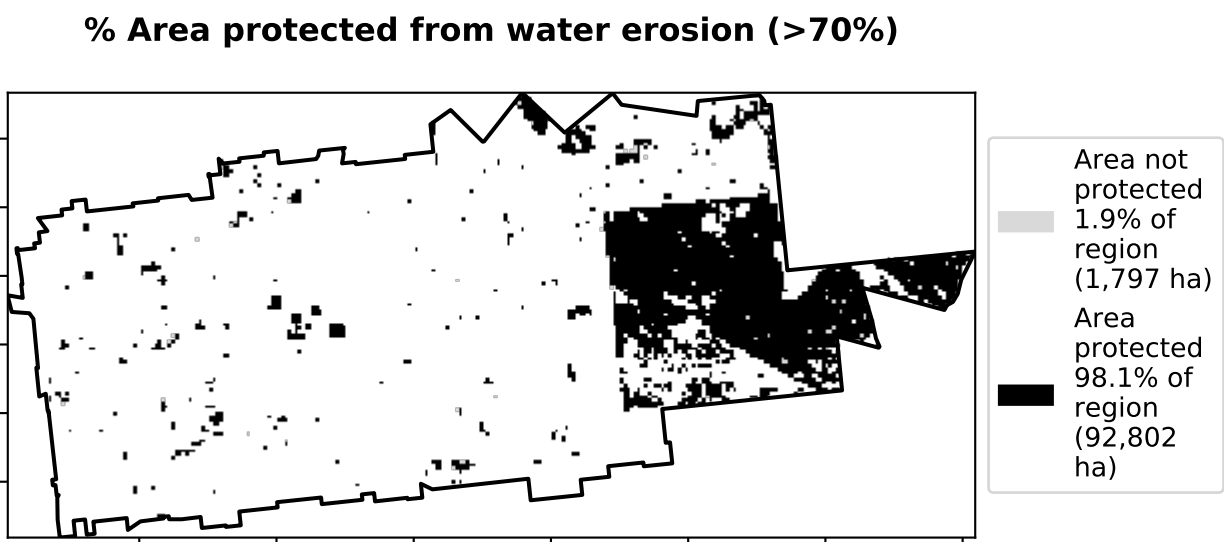 % Area protected from water erosion (>70%)
Area not
protected
1.9% of
region
(1,797 ha)
Area
protected
98.1% of
region
(92,802
ha)